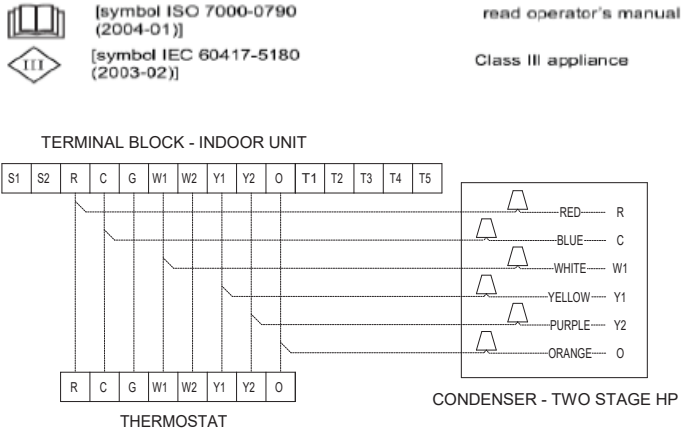 [symbol ISO 7000-0790
(2004-01)]
read operator's manual
[symbol IEC 60417-5180
(2003-02)]
Class III appliance
III
TERMINAL BLOCK - INDOOR UNIT
S1 S2 R C G W1 W2 Y1 Y2 O T1 T2 T3 T4 T5
RED R
BLUE C
WHITE W1
YELLOW Y1
PURPLE Y2
ORANGE O
R C G W1 W2 Y1 Y2 O
CONDENSER - TWO STAGE HP
THERMOSTAT